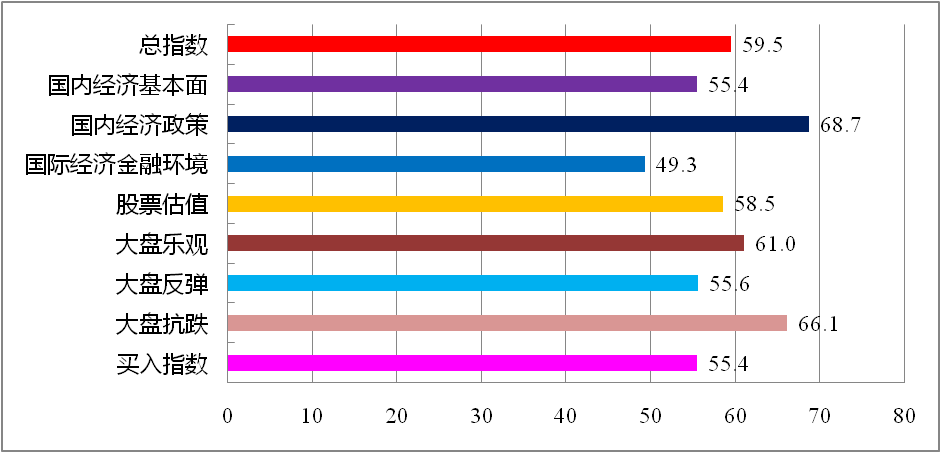 总指数 59.5
国内经济基本面 55.4
国内经济政策 68.7
国际经济金融环境 49.3
股票估值 58.5
大盘乐观 61.0
大盘反弹 55.6
大盘抗跌 66.1
买入指数 55.4
0 10 20 30 40 50 60 70 80